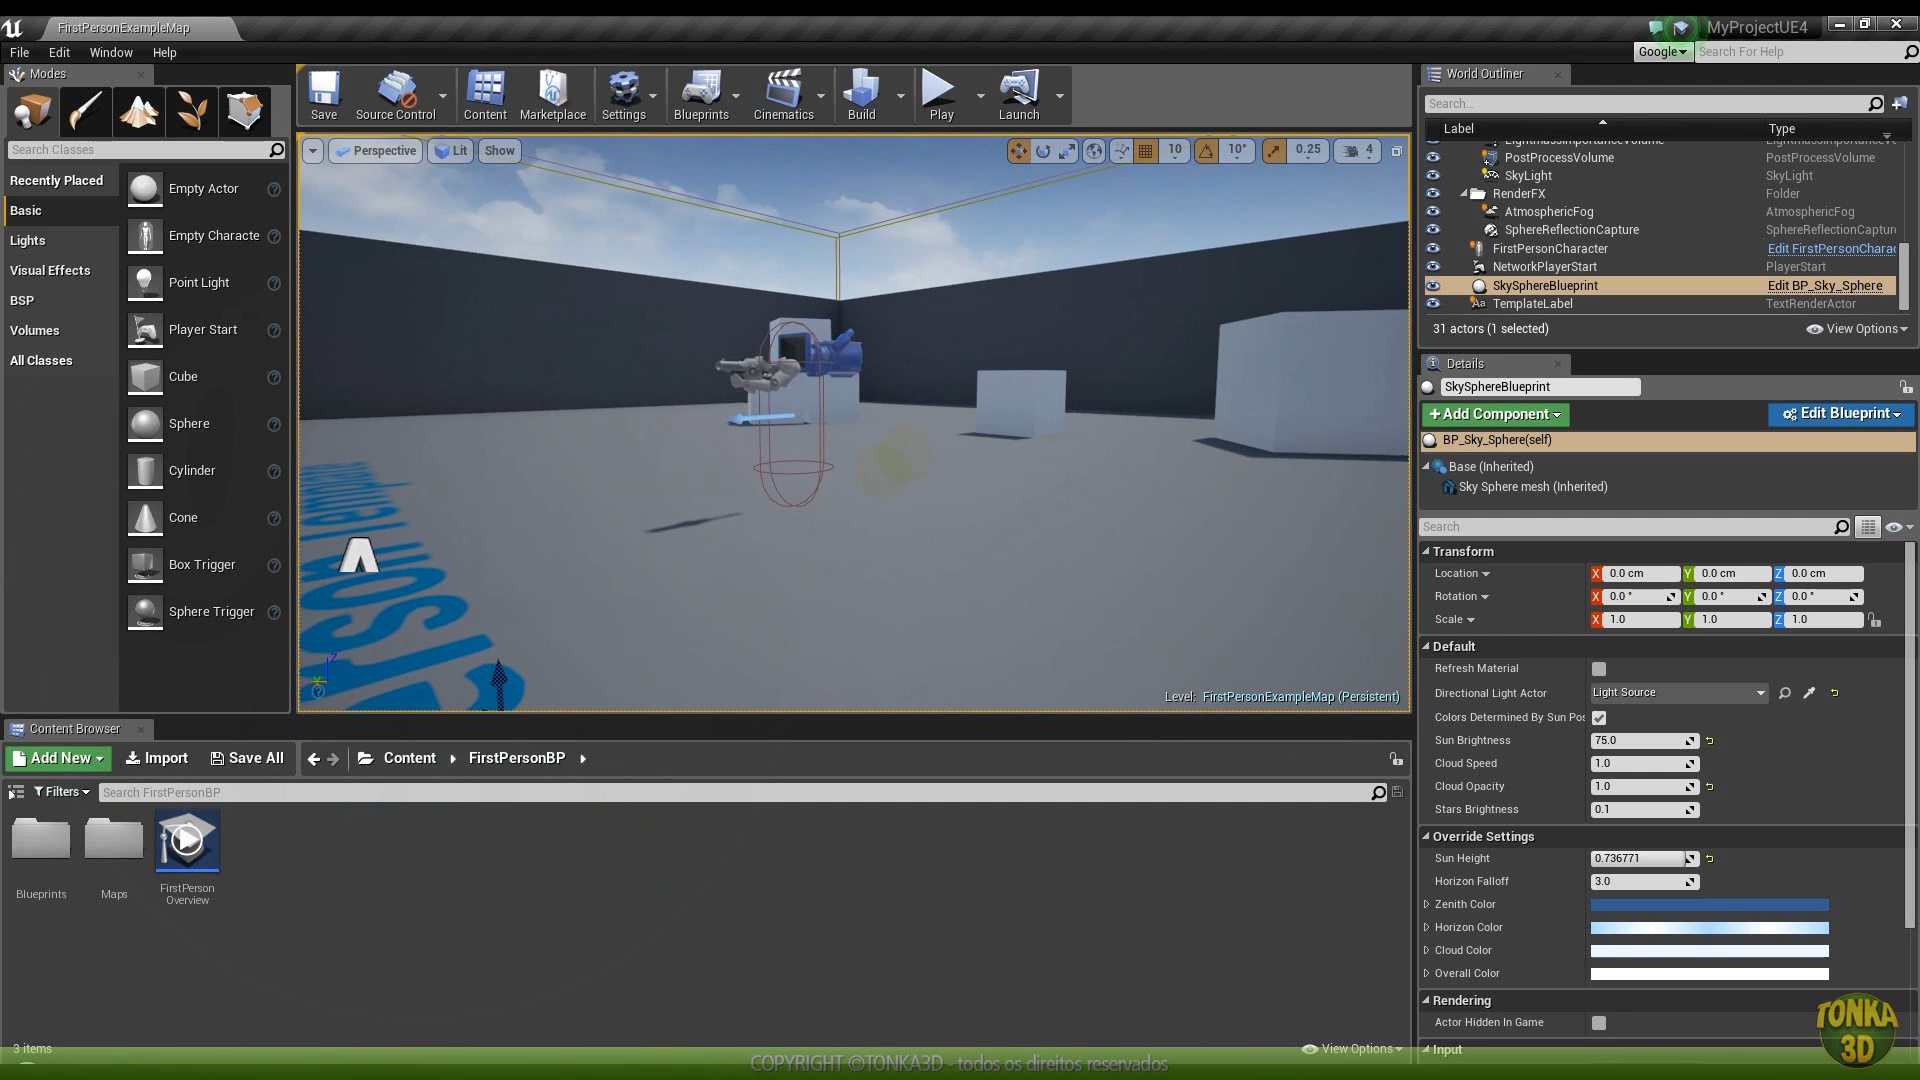 FirstPersonExampleMap
MyProjectUE4
File Edit Window Help
Google Search For Help
Modes
Search Classes
Recently Placed
Basic
Lights
Visual Effects
BSP
Volumes
All Classes
Empty Actor
Empty Characte
Point Light
Player Start
Cube
Sphere
Cylinder
Cone
Box Trigger
Sphere Trigger
Save Source Control Content Marketplace Settings Blueprints Cinematics Build Play Launch
Perspective Lit Show
10 10° 0.25 4
Level: FirstPersonExampleMap (Persistent)
Z
World Outliner
Search...
Label Type
PostProcessVolume PostProcessVolume
SkyLight SkyLight
RenderFX Folder
AtmosphericFog AtmosphericFog
SphereReflectionCapture SphereReflectionCapture
FirstPersonCharacter Edit FirstPersonCharac
NetworkPlayerStart PlayerStart
SkySphereBlueprint Edit BP_Sky_Sphere
TemplateLabel TextRenderActor
31 actors (1 selected) View Options
Details
SkySphereBlueprint
+Add Component Edit Blueprint
BP_Sky_Sphere(self)
Base (Inherited)
Sky Sphere mesh (Inherited)
Search
Transform
Location X 0.0 cm Y 0.0 cm Z 0.0 cm
Rotation X 0.0 ° Y 0.0 ° Z 0.0 °
Scale X 1.0 Y 1.0 Z 1.0
Default
Refresh Material
Directional Light Actor Light Source
Colors Determined By Sun Pos
Sun Brightness 75.0
Cloud Speed 1.0
Cloud Opacity 1.0
Stars Brightness 0.1
Override Settings
Sun Height 0.736771
Horizon Falloff 3.0
Zenith Color
Horizon Color
Cloud Color
Overall Color
Rendering
Actor Hidden In Game
Input
Content Browser
Add New Import Save All Content FirstPersonBP
Filters Search FirstPersonBP
Blueprints
Maps
FirstPerson
Overview
3 items
View Options
COPYRIGHT ©TONKA3D - todos os direitos reservados
TONKA
3D